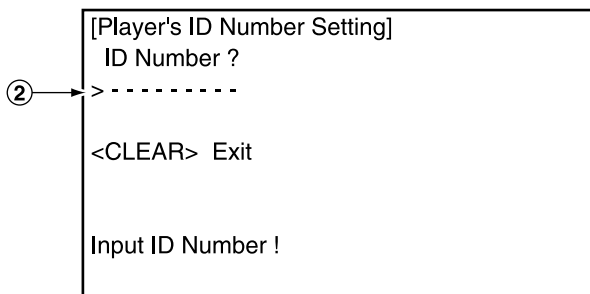 [Player's ID Number Setting]
ID Number ?
② >---------
<CLEAR> Exit
Input ID Number !